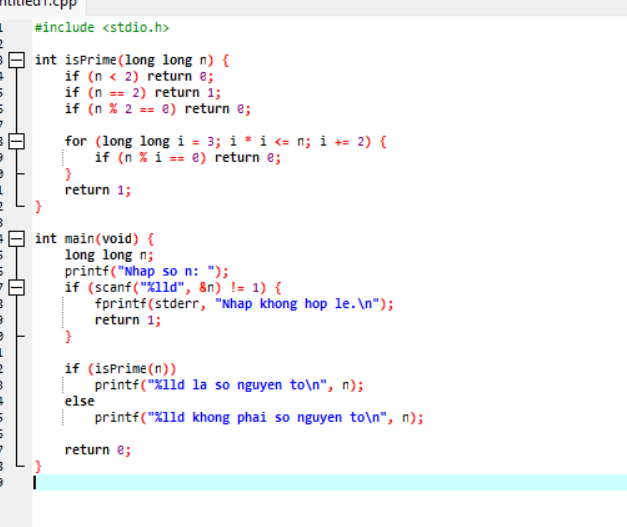 #include <stdio.h>
int isPrime(long long n) {
if (n < 2) return 0;
if (n == 2) return 1;
if (n % 2 == 0) return 0;
for (long long i = 3; i * i <= n; i += 2) {
if (n % i == 0) return 0;
}
return 1;
}
int main(void) {
long long n;
printf("Nhap so n: ");
if (scanf("%lld", &n) != 1) {
fprintf(stderr, "Nhap khong hop le.\n");
return 1;
}
if (isPrime(n))
printf("%lld la so nguyen to\n", n);
else
printf("%lld khong phai so nguyen to\n", n);
return 0;
}